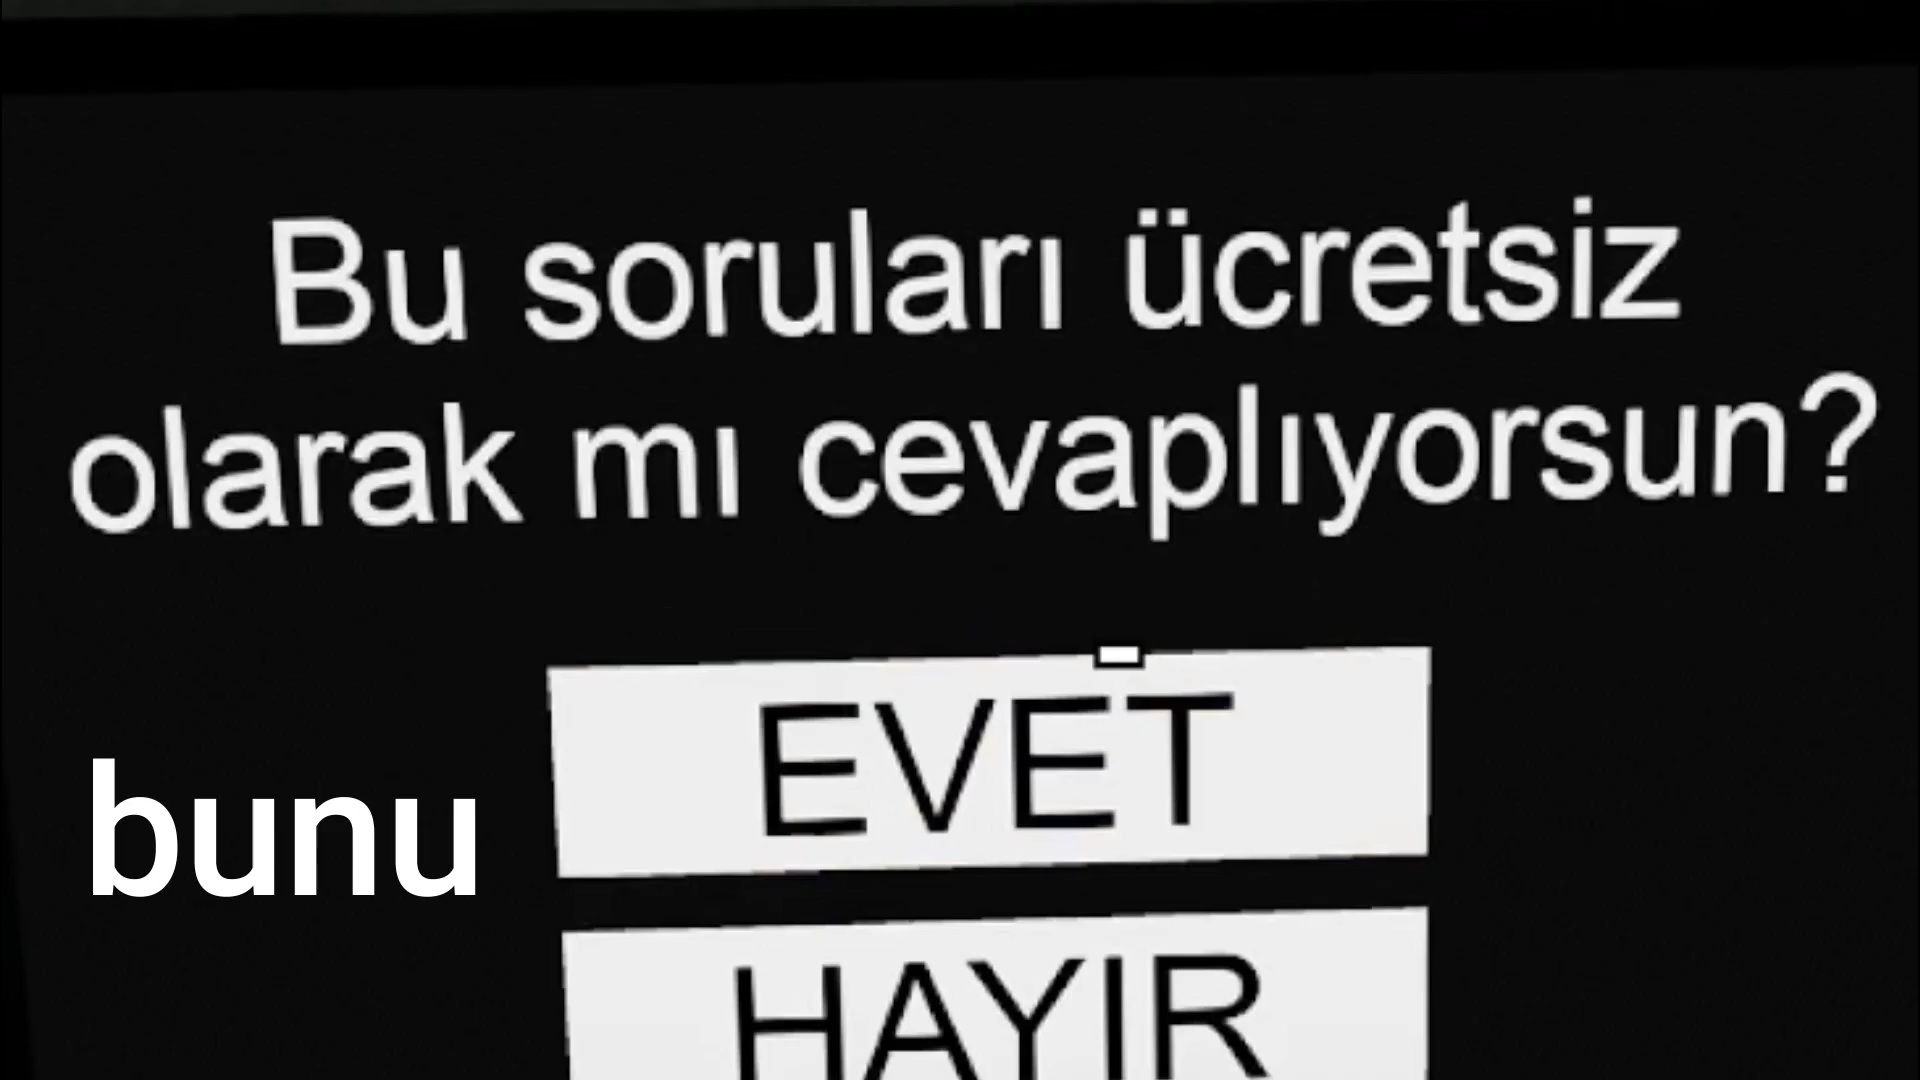 Bu soruları ücretsiz
olarak mı cevaplıyorsun?
EVET
bunu
HAYIR